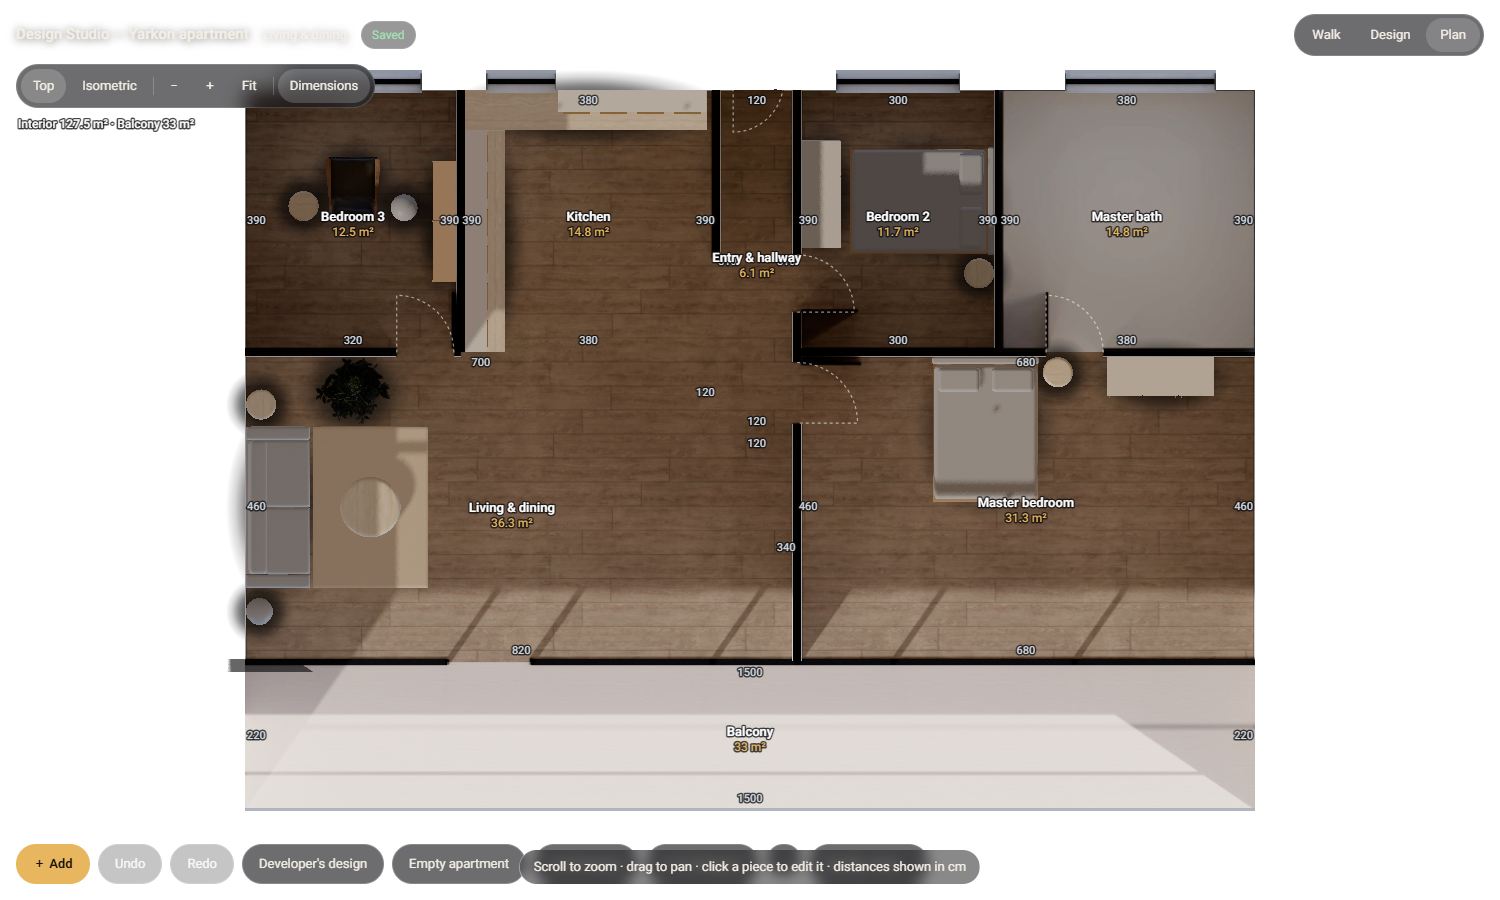 Design Studio · Yarkon apartment Living & dining Saved
Walk Design Plan
Top Isometric − + Fit Dimensions
Interior 127.5 m² · Balcony 33 m²
380 120 300 380
390 Bedroom 3 390 390 Kitchen 390 390 Bedroom 2 390 390 Master bath 390
12.5 m² 14.8 m² 11.7 m² 14.8 m²
Entry & hallway
6.1 m²
320 380 300 380
700 680
120
120
120
460 Living & dining 460 Master bedroom 460
36.3 m² 31.3 m²
340
820 680
1500
220 Balcony 220
33 m²
1500
+ Add Undo Redo Developer's design Empty apartment
Scroll to zoom · drag to pan · click a piece to edit it · distances shown in cm